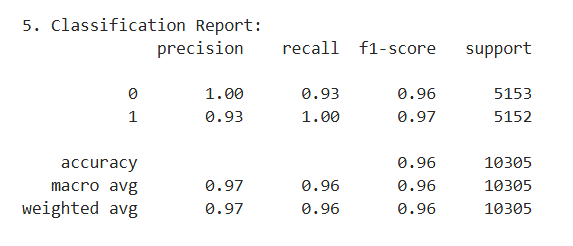 5. Classification Report:
precision recall f1-score support
0 1.00 0.93 0.96 5153
1 0.93 1.00 0.97 5152
accuracy 0.96 10305
macro avg 0.97 0.96 0.96 10305
weighted avg 0.97 0.96 0.96 10305